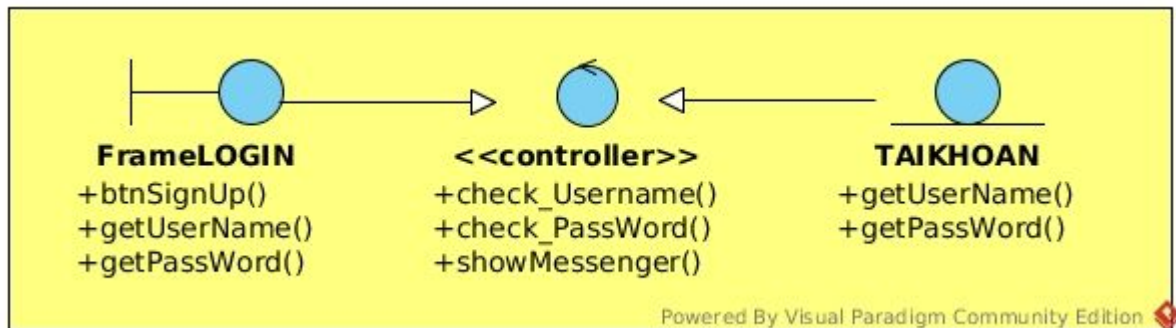 FrameLOGIN
+btnSignUp()
+getUserName()
+getPassWord()
<<controller>>
+check_Username()
+check_PassWord()
+showMessenger()
TAIKHOAN
+getUserName()
+getPassWord()
Powered By Visual Paradigm Community Edition